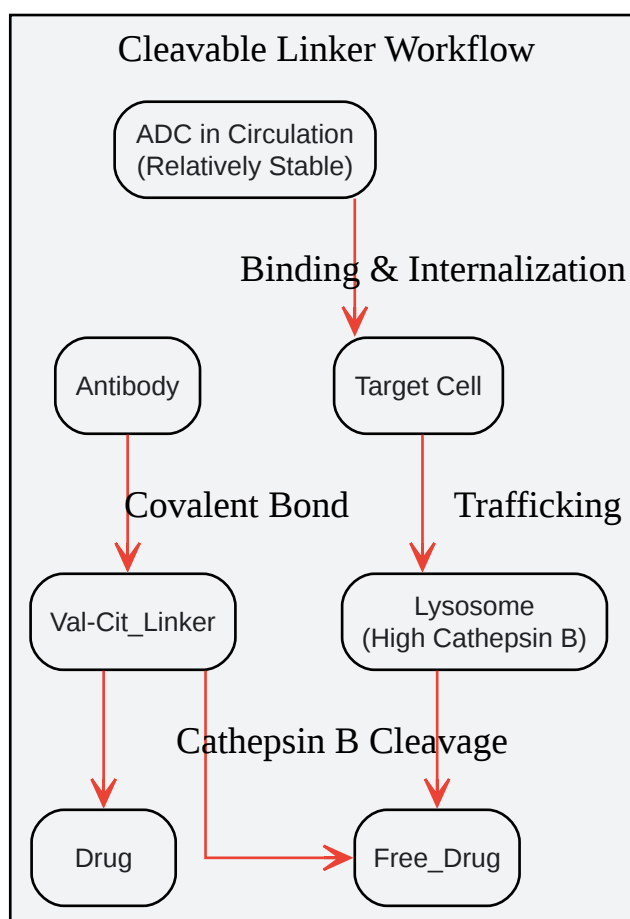 Cleavable Linker Workflow
ADC in Circulation
(Relatively Stable)
Binding & Internalization
Antibody
Target Cell
Covalent Bond
Trafficking
Val-Cit_Linker
Lysosome
(High Cathepsin B)
Cathepsin B Cleavage
Drug
Free_Drug